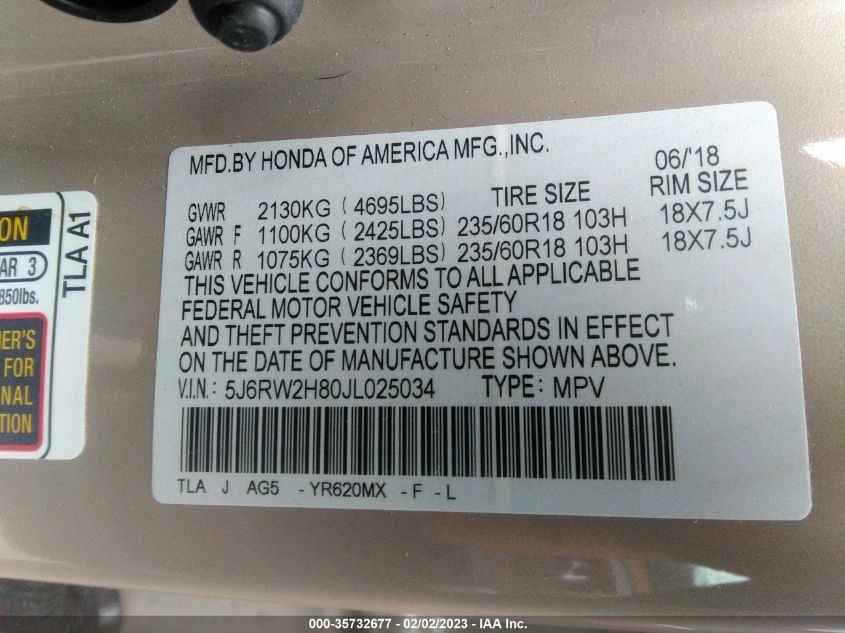 MFD.BY HONDA OF AMERICA MFG.,INC. 06/'18
GVWR 2130KG ( 4695LBS) TIRE SIZE RIM SIZE
GAWR F 1100KG ( 2425LBS) 235/60R18 103H 18X7.5J
GAWR R 1075KG ( 2369LBS) 235/60R18 103H 18X7.5J
THIS VEHICLE CONFORMS TO ALL APPLICABLE
FEDERAL MOTOR VEHICLE SAFETY
AND THEFT PREVENTION STANDARDS IN EFFECT
ON THE DATE OF MANUFACTURE SHOWN ABOVE.
V.I.N.: 5J6RW2H80JL025034 TYPE: MPV
TLA J AG5 -YR620MX -F -L
ON
AR 3
850lbs.
TLA A1
ER'S
FOR
NAL
TION
000-35732677 - 02/02/2023 - IAA Inc.